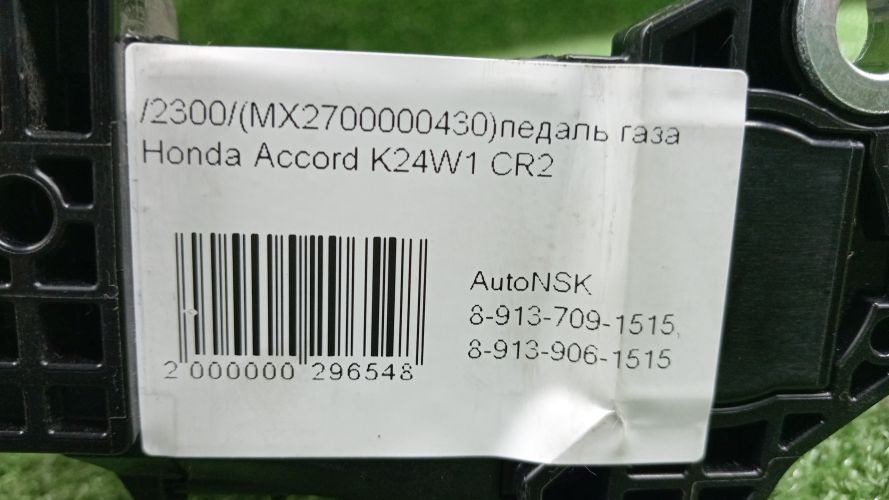 /2300/(MX2700000430)педаль газа
Honda Accord K24W1 CR2
AutoNSK
8-913-709-1515,
8-913-906-1515
2 000000 296548